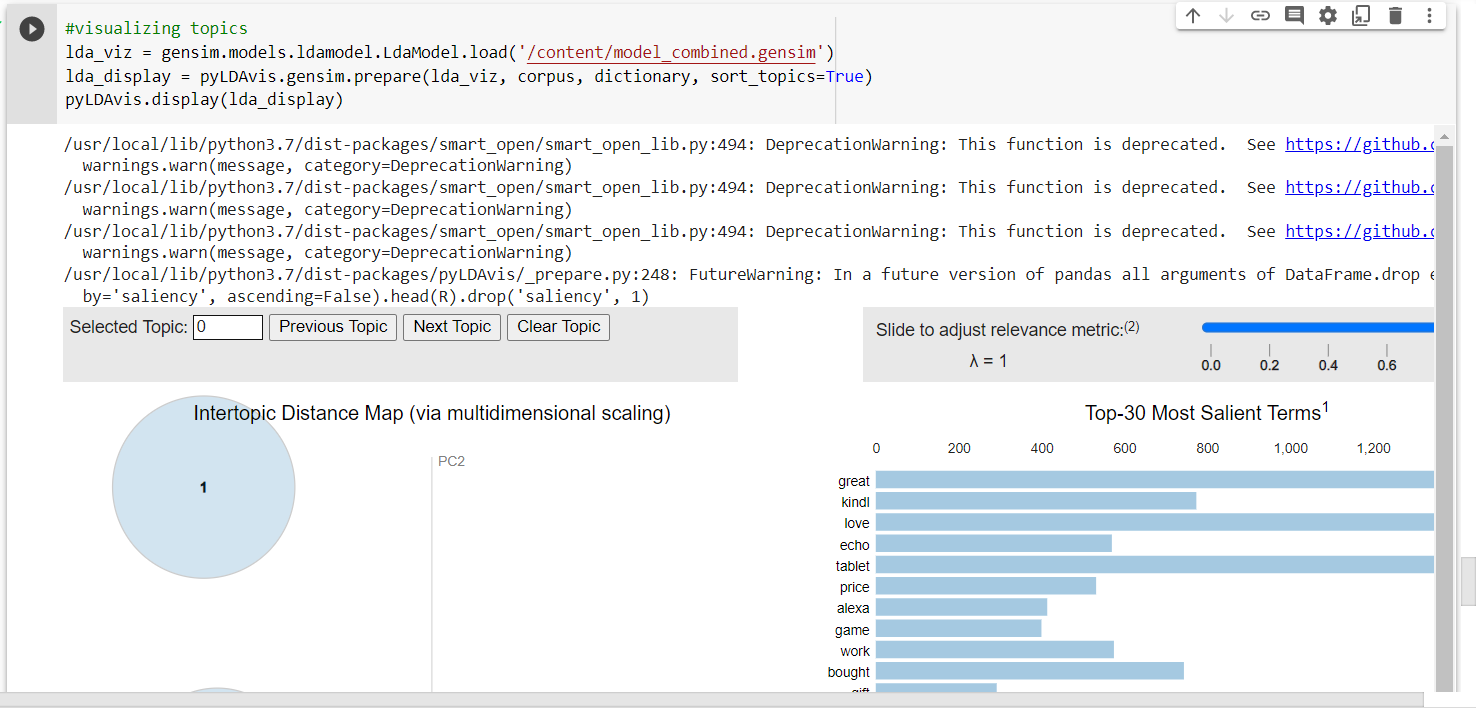 #visualizing topics
lda_viz = gensim.models.ldamodel.LdaModel.load('/content/model_combined.gensim')
lda_display = pyLDAvis.gensim.prepare(lda_viz, corpus, dictionary, sort_topics=True)
pyLDAvis.display(lda_display)
/usr/local/lib/python3.7/dist-packages/smart_open/smart_open_lib.py:494: DeprecationWarning: This function is deprecated.  See https://github.
  warnings.warn(message, category=DeprecationWarning)
/usr/local/lib/python3.7/dist-packages/smart_open/smart_open_lib.py:494: DeprecationWarning: This function is deprecated.  See https://github.
  warnings.warn(message, category=DeprecationWarning)
/usr/local/lib/python3.7/dist-packages/smart_open/smart_open_lib.py:494: DeprecationWarning: This function is deprecated.  See https://github.
  warnings.warn(message, category=DeprecationWarning)
/usr/local/lib/python3.7/dist-packages/pyLDAvis/_prepare.py:248: FutureWarning: In a future version of pandas all arguments of DataFrame.drop
  by='saliency', ascending=False).head(R).drop('saliency', 1)
Selected Topic: 0 Previous Topic Next Topic Clear Topic
Slide to adjust relevance metric:(2)
λ = 1
0.0 0.2 0.4 0.6
Intertopic Distance Map (via multidimensional scaling)
PC2
1
Top-30 Most Salient Terms1
0 200 400 600 800 1,000 1,200
great
kindl
love
echo
tablet
price
alexa
game
work
bought